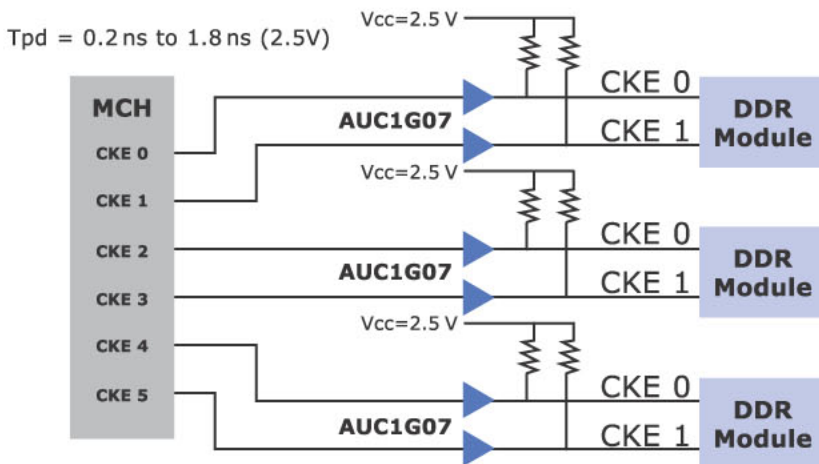 Tpd = 0.2 ns to 1.8 ns (2.5V)
Vcc=2.5 V
MCH
CKE 0
CKE 1
CKE 2
CKE 3
CKE 4
CKE 5
AUC1G07
CKE 0
CKE 1
DDR
Module
Vcc=2.5 V
AUC1G07
CKE 0
CKE 1
DDR
Module
Vcc=2.5 V
AUC1G07
CKE 0
CKE 1
DDR
Module